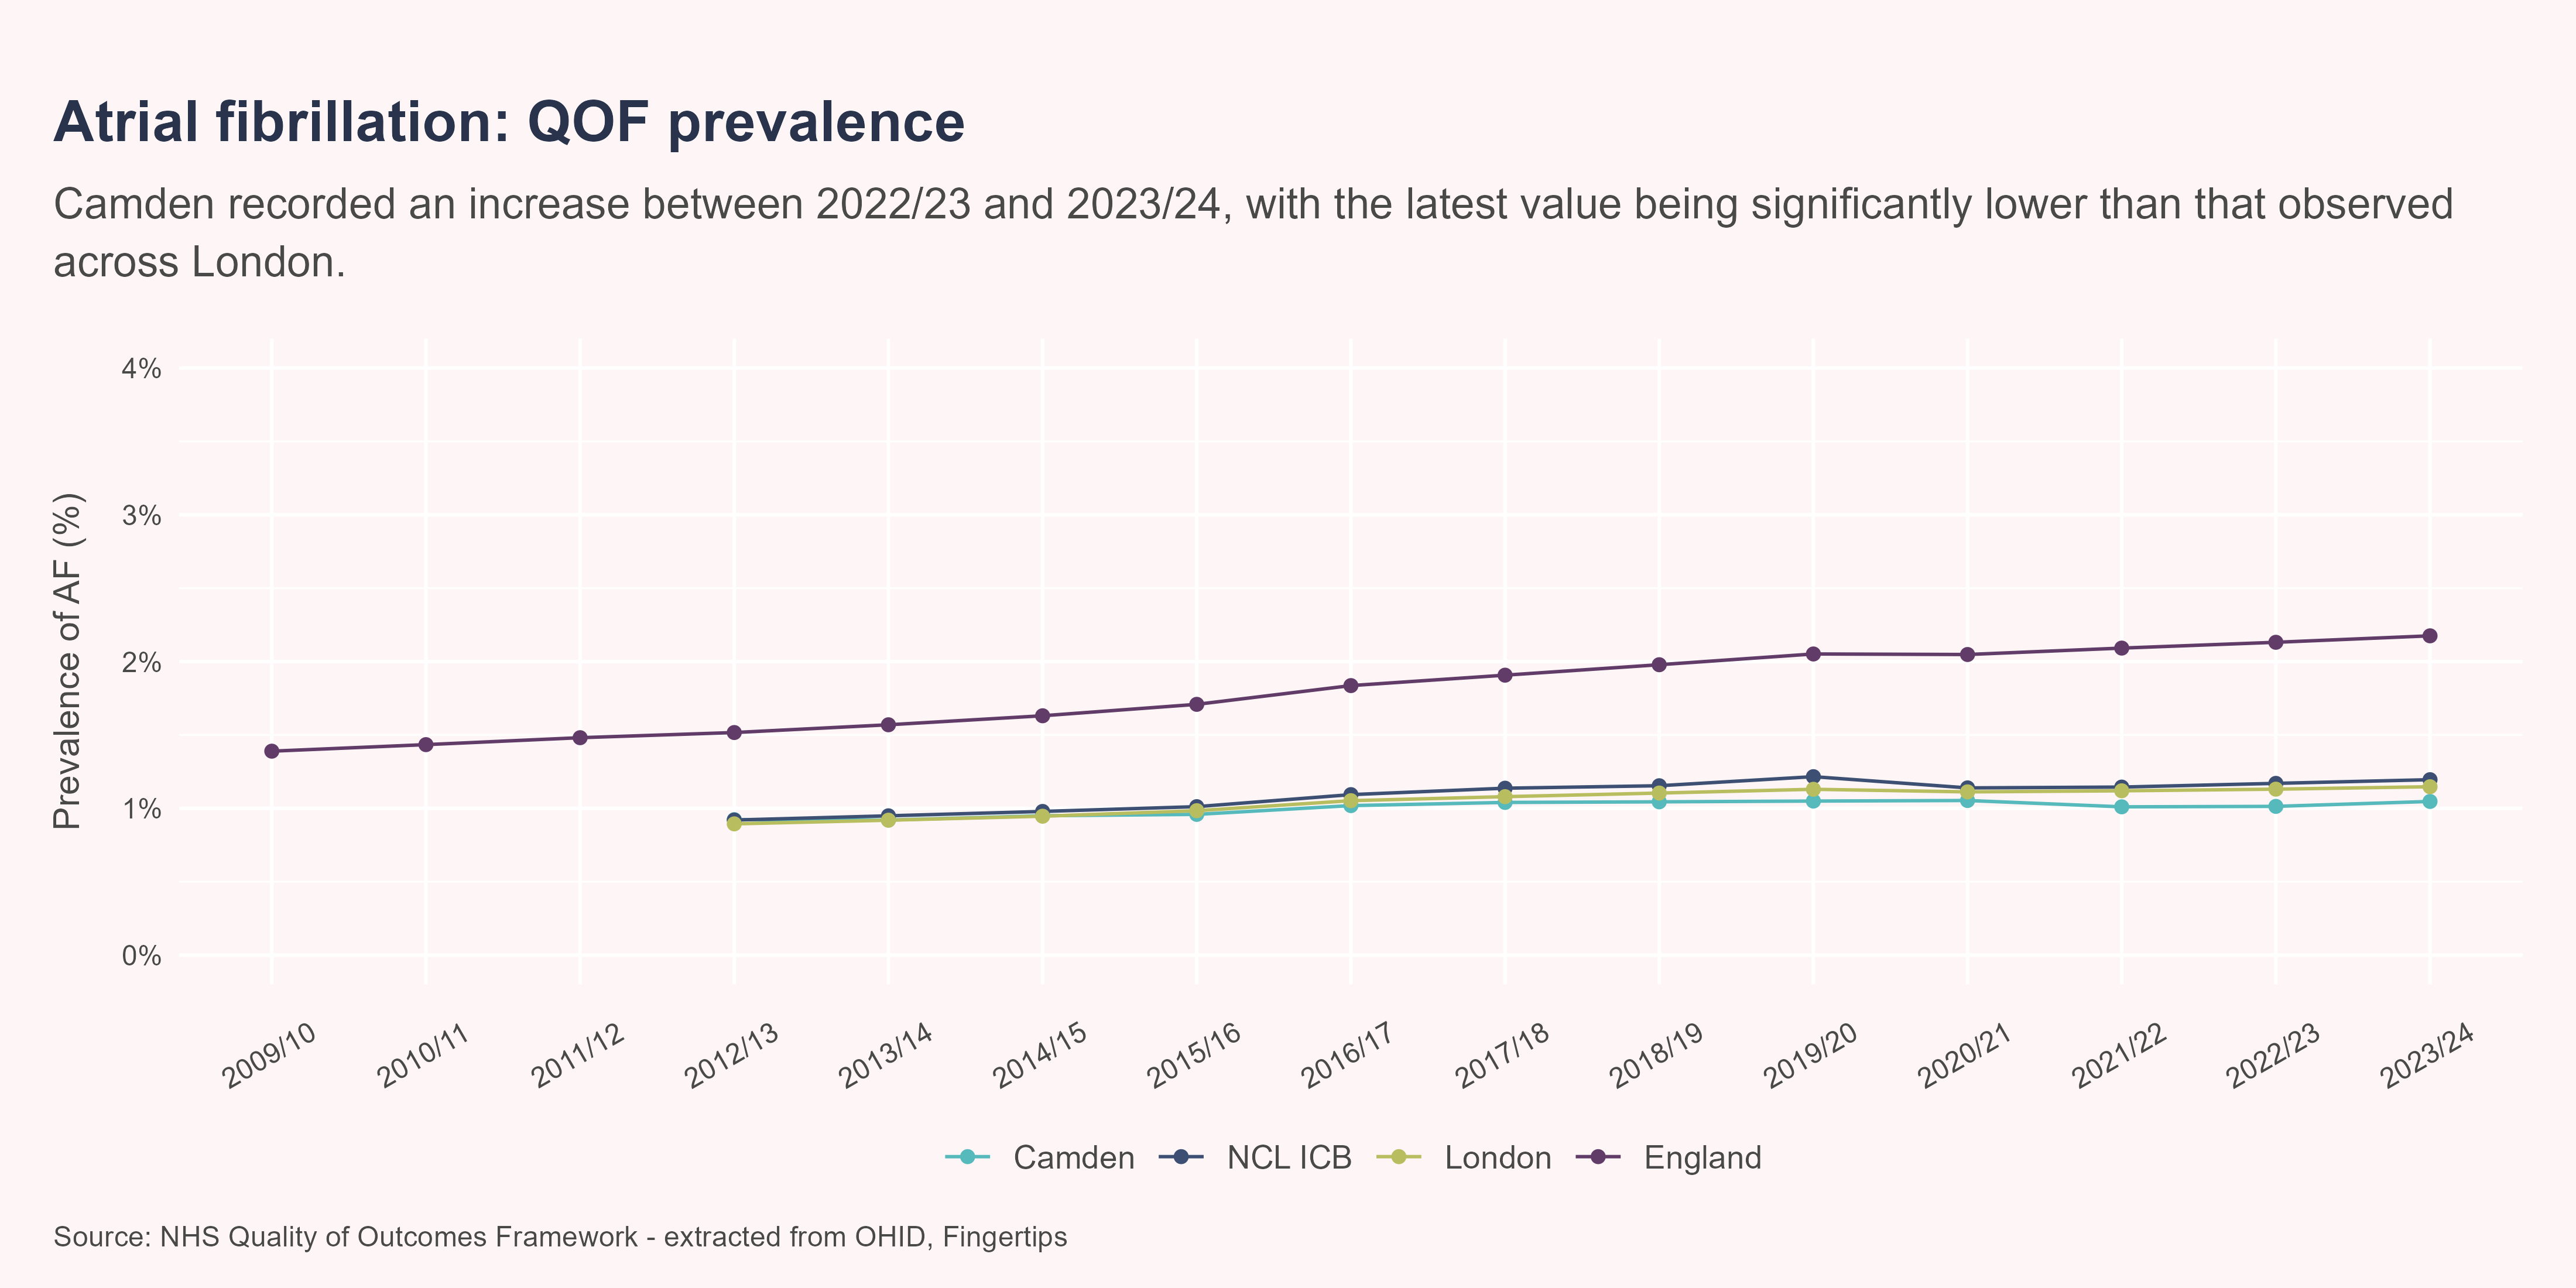 Atrial fibrillation: QOF prevalence
Camden recorded an increase between 2022/23 and 2023/24, with the latest value being significantly lower than that observed
across London.
Prevalence of AF (%)
4%
3%
2%
1%
0%
2009/10
2010/11
2011/12
2012/13
2013/14
2014/15
2015/16
2016/17
2017/18
2018/19
2019/20
2020/21
2021/22
2022/23
2023/24
Camden
NCL ICB
London
England
Source: NHS Quality of Outcomes Framework - extracted from OHID, Fingertips